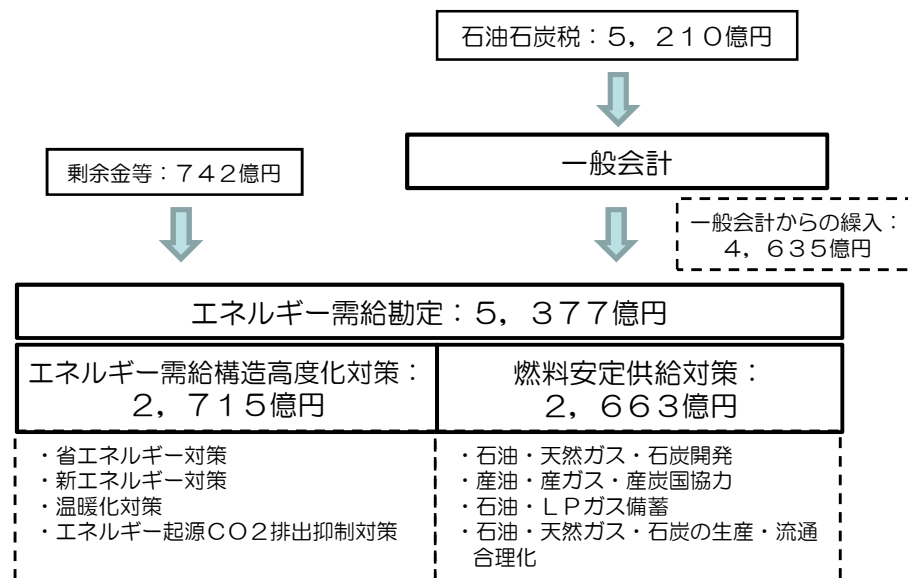 石油石炭税：５，２１０億円
一般会計
剰余金等：７４２億円
一般会計からの繰入：
４，６３５億円
エネルギー需給勘定：５，３７７億円
エネルギー需給構造高度化対策：
２，７１５億円
燃料安定供給対策：
２，６６３億円
・省エネルギー対策
・新エネルギー対策
・温暖化対策
・エネルギー起源ＣＯ２排出抑制対策
・石油・天然ガス・石炭開発
・産油・産ガス・産炭国協力
・石油・ＬＰガス備蓄
・石油・天然ガス・石炭の生産・流通
合理化